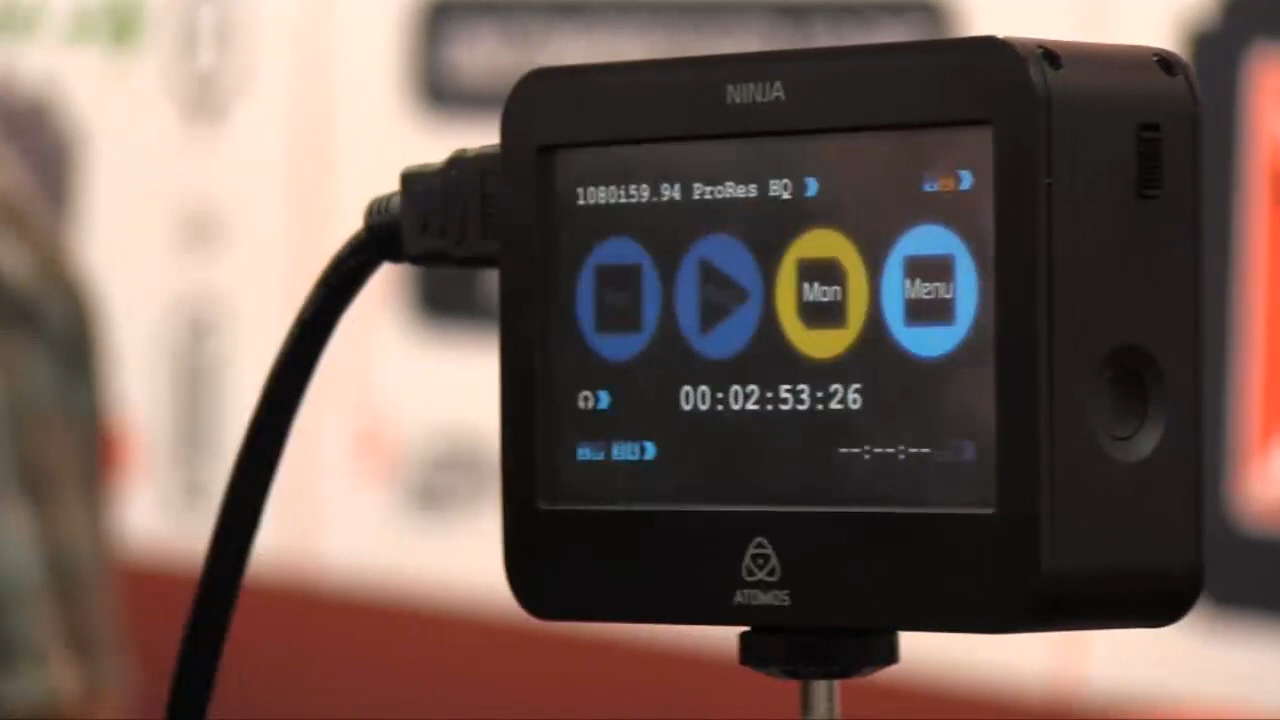 NINJA
1080i59.94 ProRes HQ
Mon Menu
00:02:53:26
--:--:--
ATOMOS